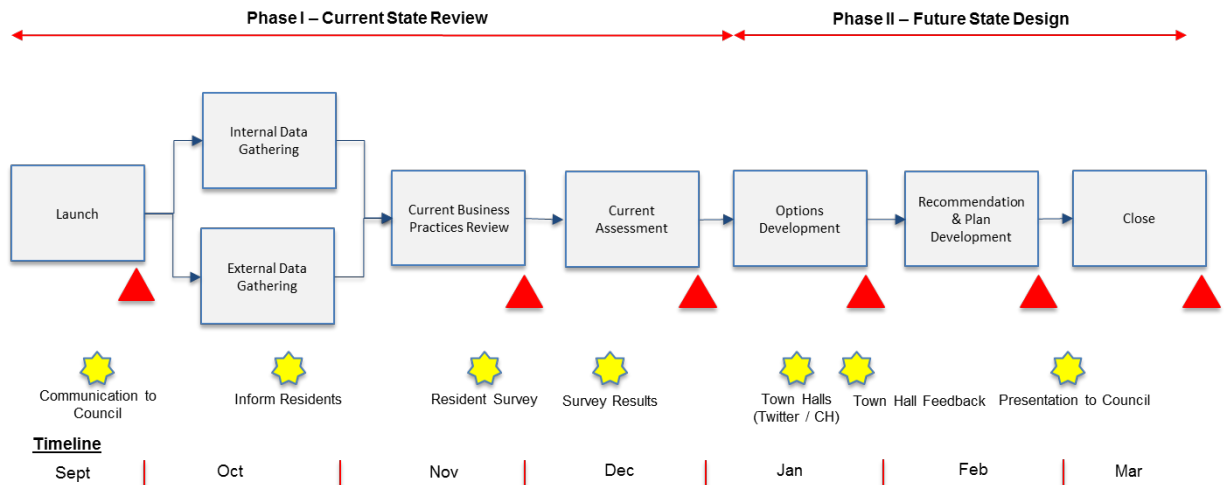 Phase I – Current State Review
Phase II – Future State Design
Launch
Internal Data
Gathering
External Data
Gathering
Current Business
Practices Review
Current
Assessment
Options
Development
Recommendation
& Plan
Development
Close
Communication to
Council
Inform Residents
Resident Survey
Survey Results
Town Halls
(Twitter / CH)
Town Hall Feedback
Presentation to Council
Timeline
Sept
Oct
Nov
Dec
Jan
Feb
Mar